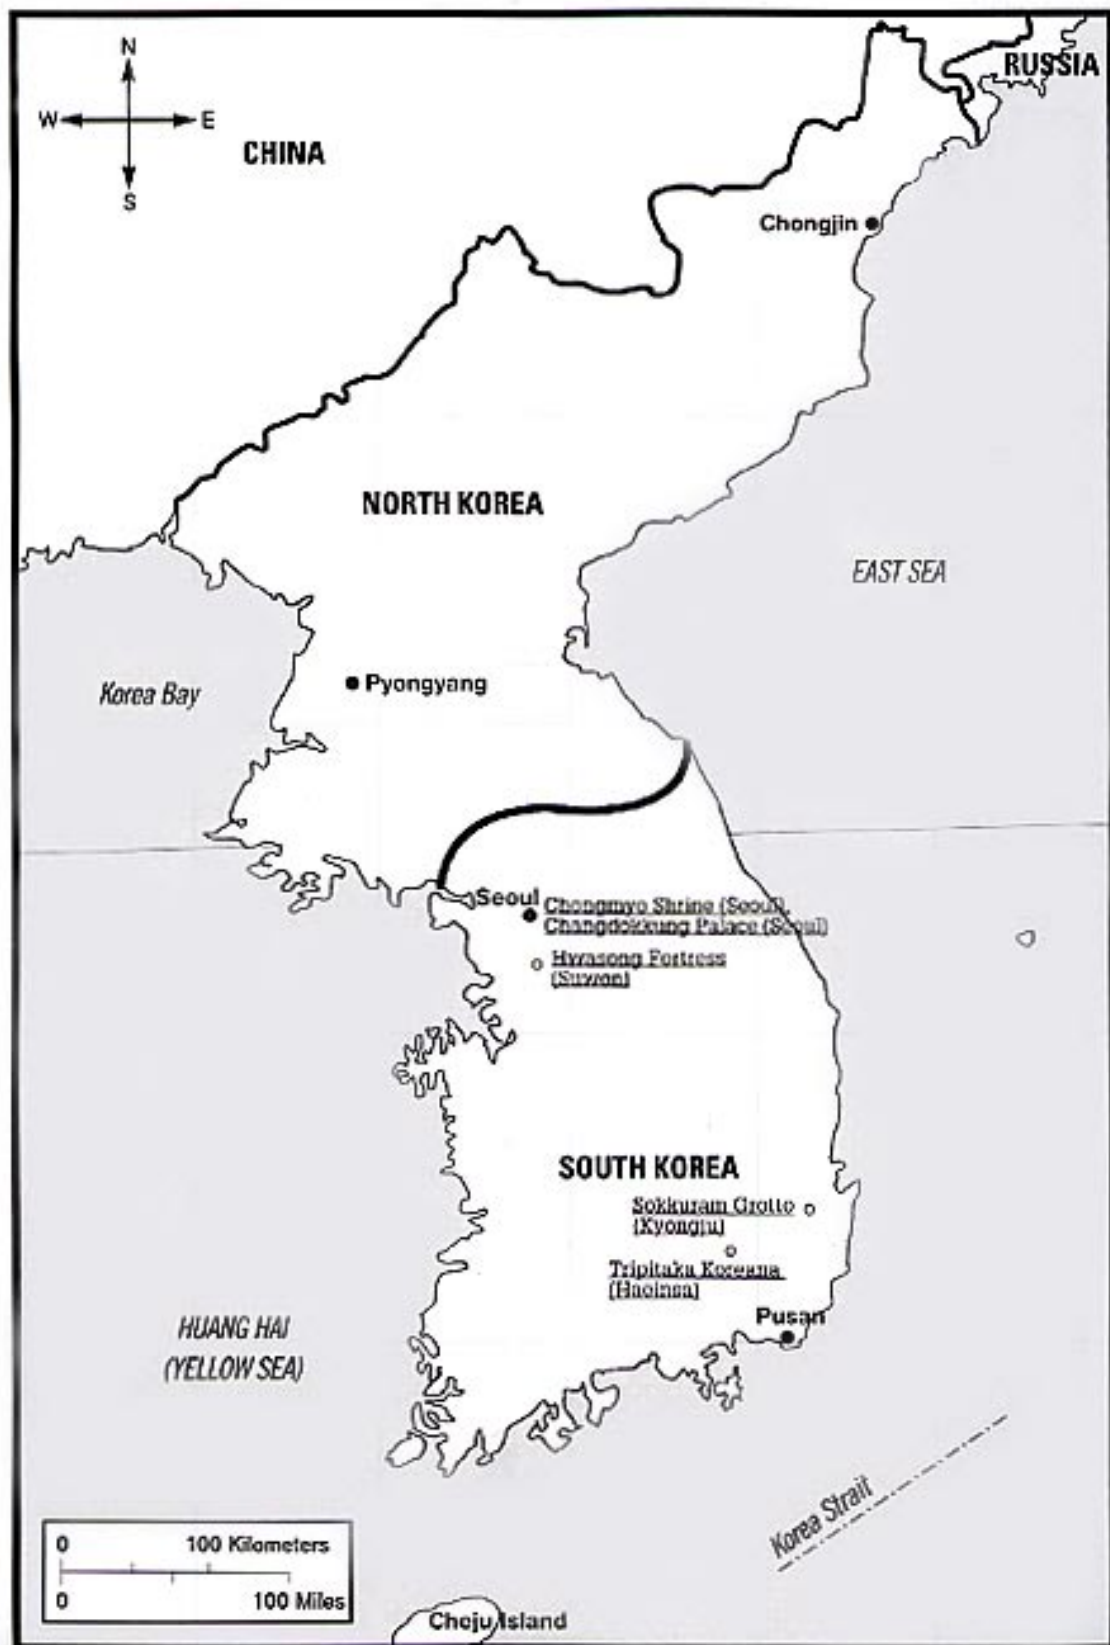 N
W E
S
RUSSIA
CHINA
Chongjin
NORTH KOREA
EAST SEA
Korea Bay
Pyongyang
Seoul
Chongmyo Shrine (Seoul),
Changdokkung Palace (Seoul)
Hwasong Fortress
(Suwon)
SOUTH KOREA
Sokkuram Grotto
(Kyongju)
Tripitaka Koreana
(Haeinsa)
Pusan
HUANG HAI
(YELLOW SEA)
Korea Strait
0 100 Kilometers
0 100 Miles
Cheju Island